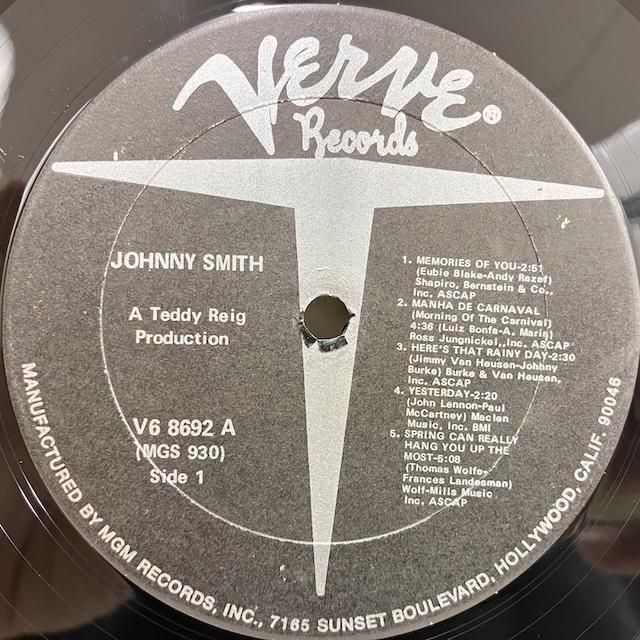 Verve®
Records
JOHNNY SMITH
A Teddy Reig
Production
V6 8692 A
(MGS 930)
Side 1
1. MEMORIES OF YOU-2:51
(Eubie Blake-Andy Razaf)
Shapiro, Bernstein & Co.,
Inc. ASCAP
2. MANHA DE CARNAVAL
(Morning Of The Carnival)
4:36 (Luiz Bonfa-A. Maria)
Ross Jungnickel,,Inc. ASCAP
3. HERE'S THAT RAINY DAY-2:30
(Jimmy Van Heusen-Johnny
Burke) Burke & Van Heusen,
Inc. ASCAP
4. YESTERDAY-2:20
(John Lennon-Paul
McCartney) Maclen
Music, Inc. BMI
5. SPRING CAN REALLY
HANG YOU UP THE
MOST-5:08
(Thomas Wolfe-
Frances Landesman)
Wolf-Mills Music
Inc. ASCAP
MANUFACTURED BY MGM RECORDS, INC., 7165 SUNSET BOULEVARD, HOLLYWOOD, CALIF. 90046